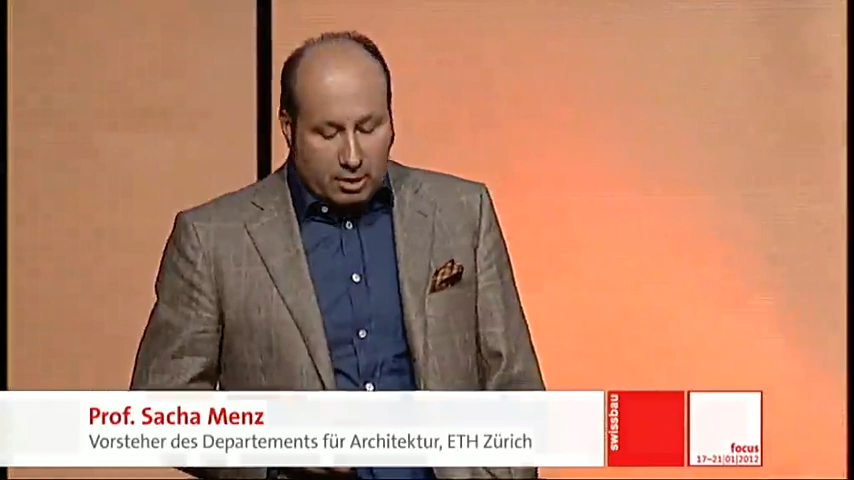 Prof. Sacha Menz
Vorsteher des Departements für Architektur, ETH Zürich
swissbau
focus
17–21|01|2012